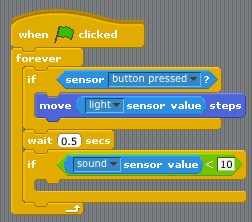 when clicked
forever
if sensor button pressed ?
move light sensor value steps
wait 0.5 secs
if sound sensor value < 10